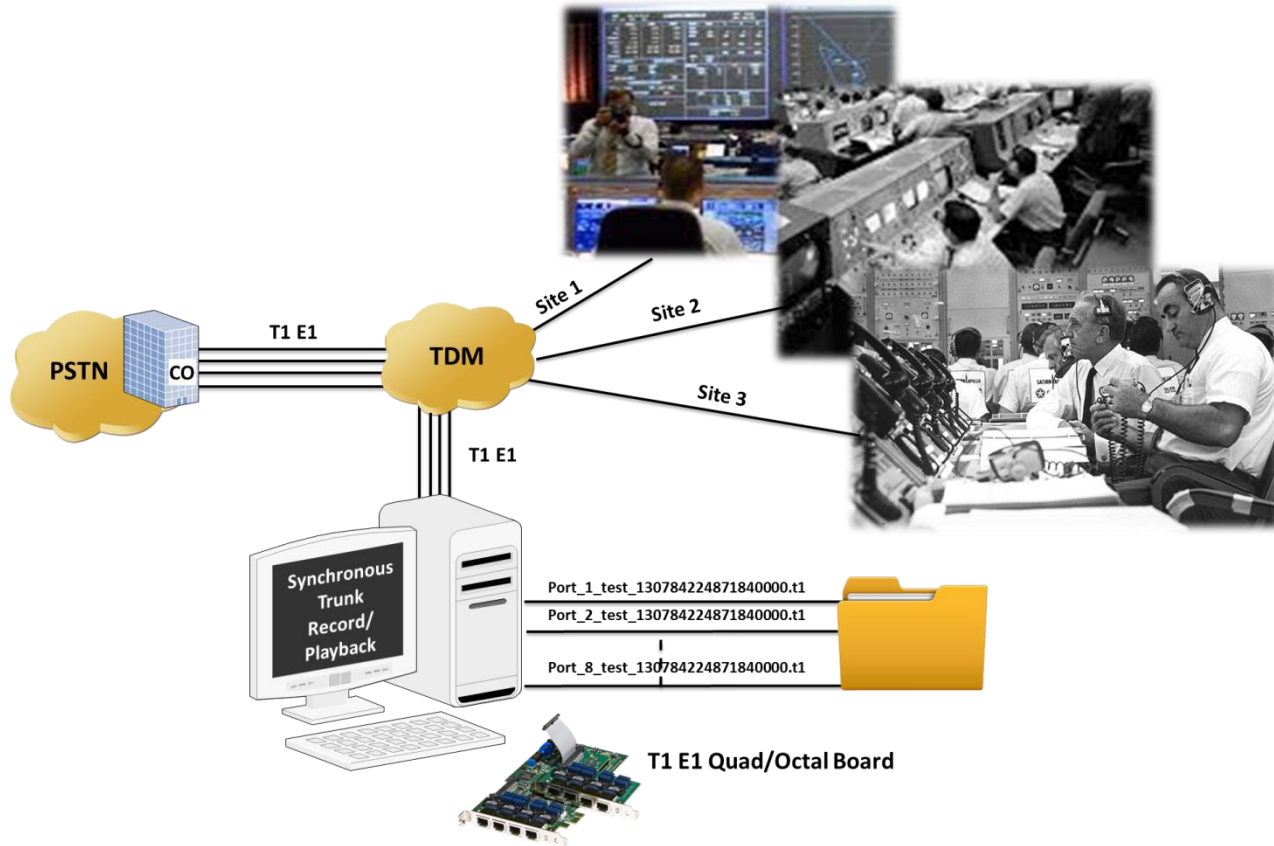 Site 1
Site 2
Site 3
T1 E1
PSTN
CO
TDM
T1 E1
Synchronous
Trunk
Record/
Playback
Port_1_test_130784224871840000.t1
Port_2_test_130784224871840000.t1
Port_8_test_130784224871840000.t1
T1 E1 Quad/Octal Board